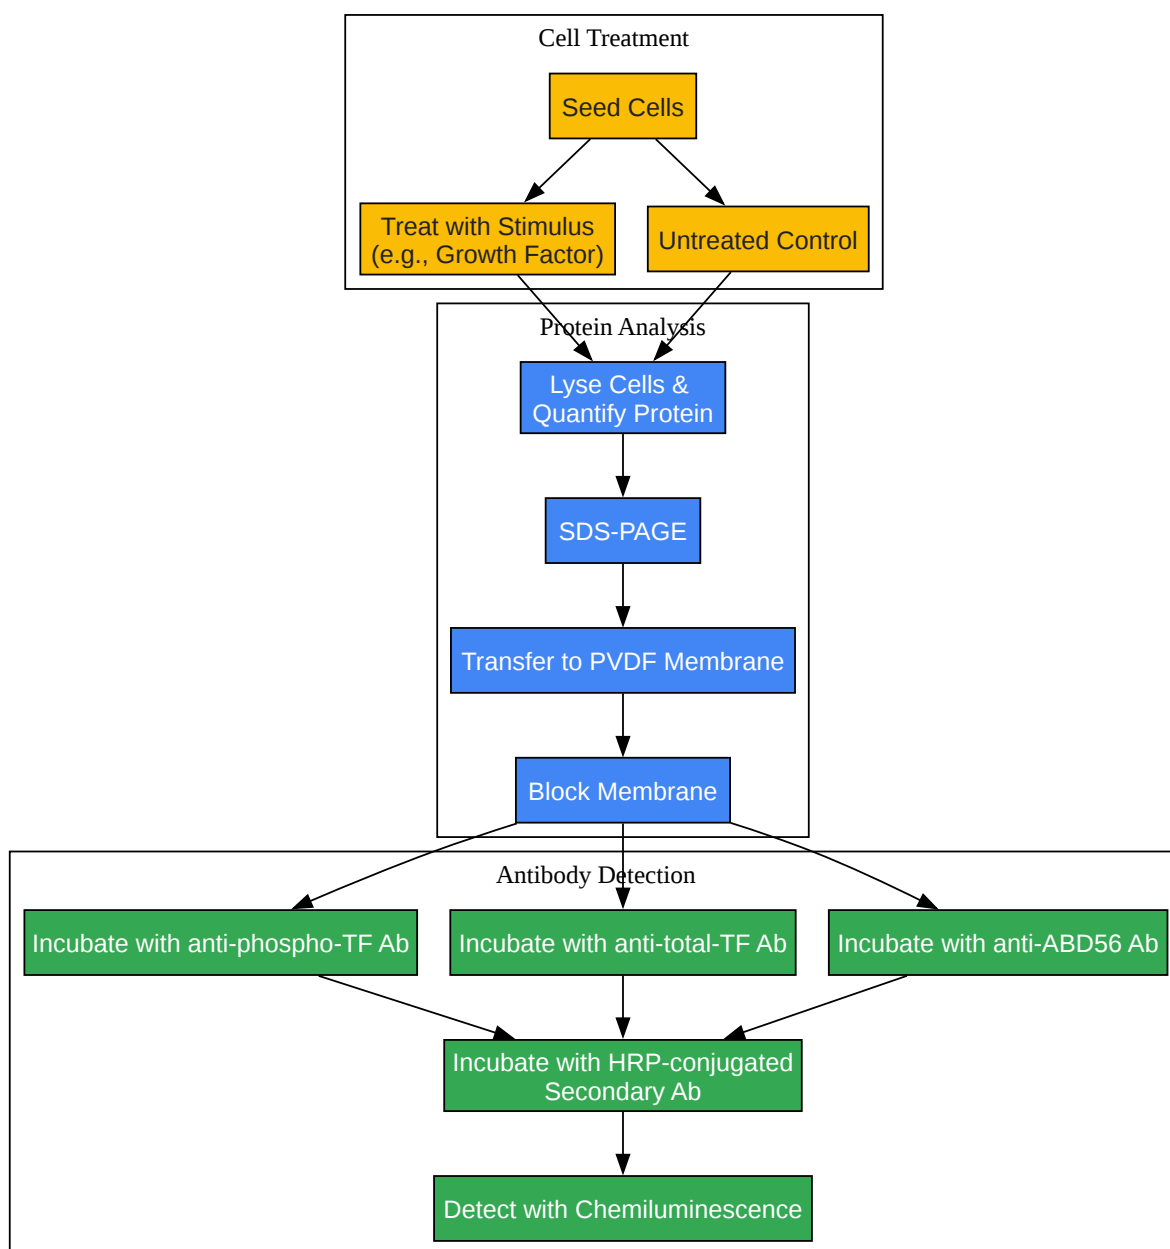 Cell Treatment
Seed Cells
Treat with Stimulus
(e.g., Growth Factor)
Untreated Control
Protein Analysis
Lyse Cells &
Quantify Protein
SDS-PAGE
Transfer to PVDF Membrane
Block Membrane
Antibody Detection
Incubate with anti-phospho-TF Ab
Incubate with anti-total-TF Ab
Incubate with anti-ABD56 Ab
Incubate with HRP-conjugated
Secondary Ab
Detect with Chemiluminescence